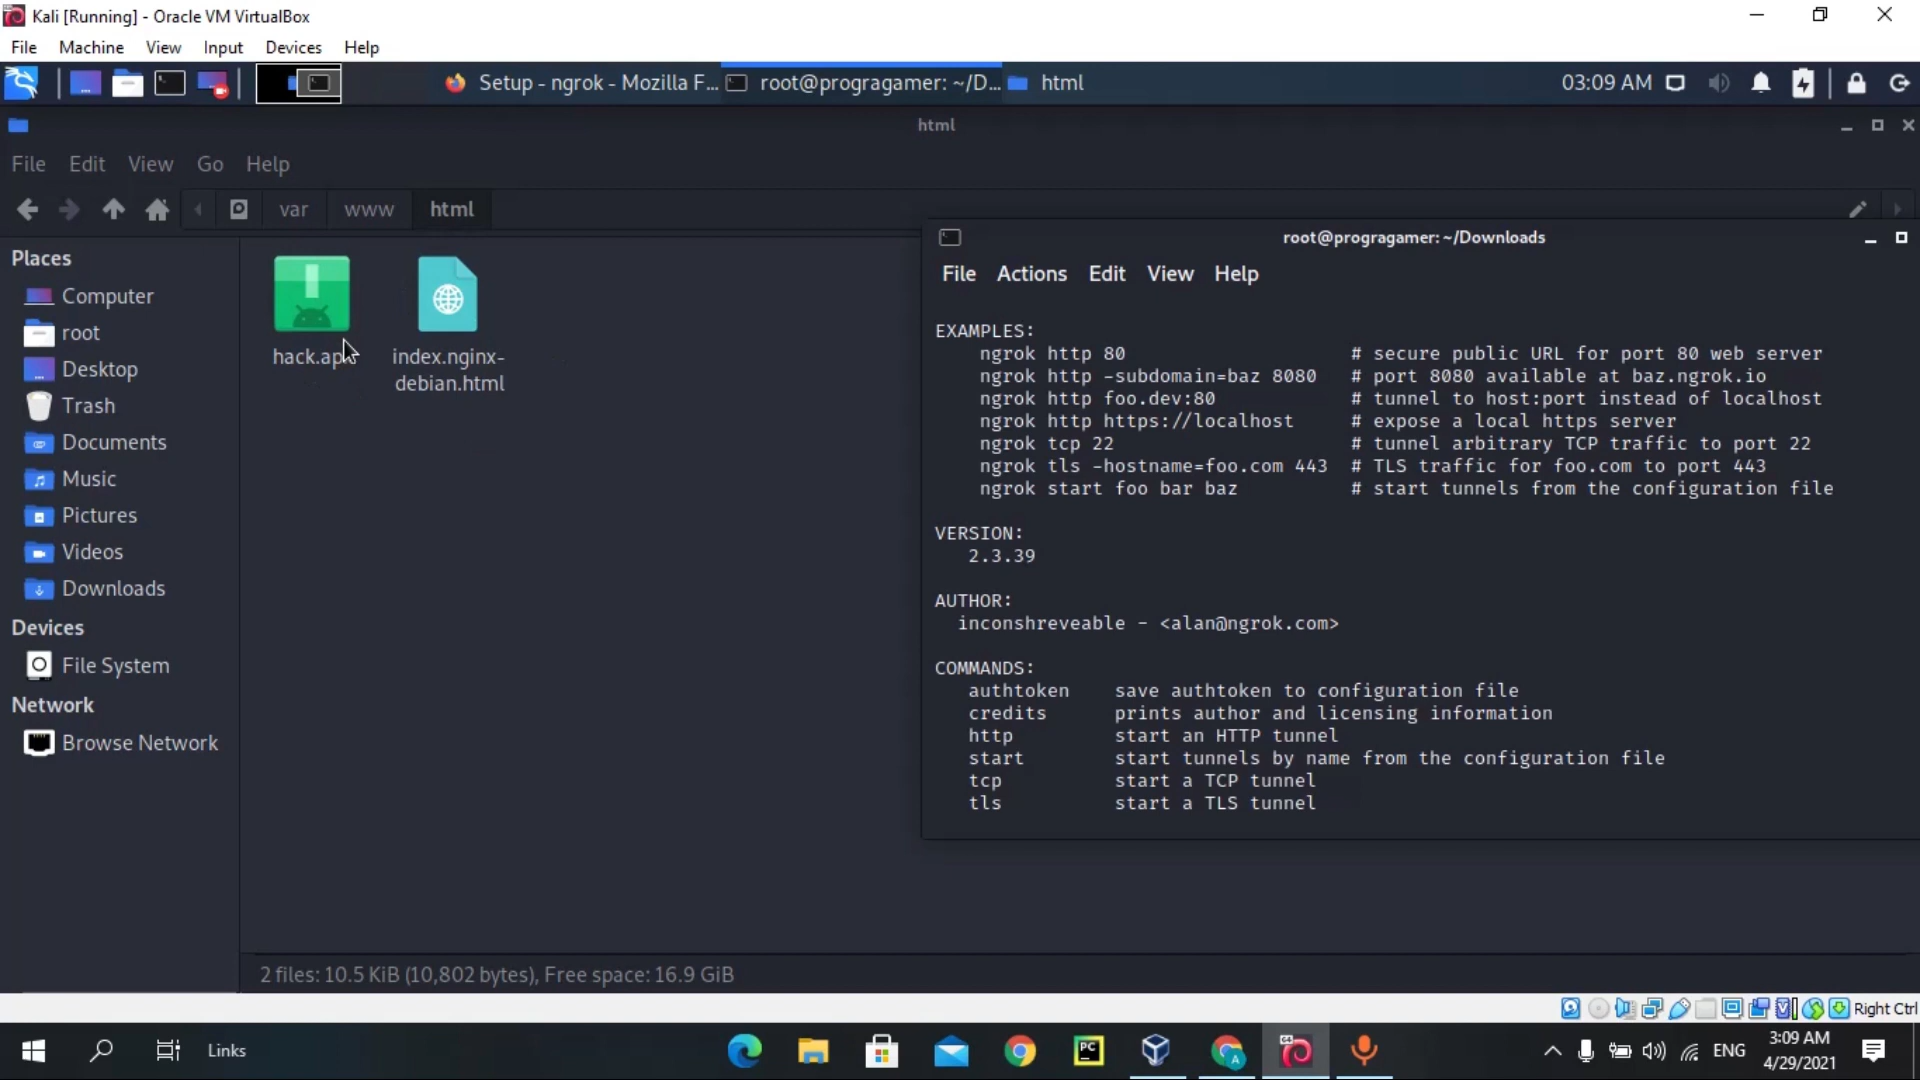 Kali [Running] - Oracle VM VirtualBox
File Machine View Input Devices Help
Setup - ngrok - Mozilla F... root@progragamer: ~/D... html 03:09 AM
html
File Edit View Go Help
var www html
Places
Computer
root
Desktop
Trash
Documents
Music
Pictures
Videos
Downloads
Devices
File System
Network
Browse Network
index.nginx-
debian.html
2 files: 10.5 KiB (10,802 bytes), Free space: 16.9 GiB
root@progragamer: ~/Downloads
File Actions Edit View Help
EXAMPLES:
ngrok http 80 # secure public URL for port 80 web server
ngrok http -subdomain=baz 8080 # port 8080 available at baz.ngrok.io
ngrok http foo.dev:80 # tunnel to host:port instead of localhost
ngrok http https://localhost # expose a local https server
ngrok tcp 22 # tunnel arbitrary TCP traffic to port 22
ngrok tls -hostname=foo.com 443 # TLS traffic for foo.com to port 443
ngrok start foo bar baz # start tunnels from the configuration file
VERSION:
2.3.39
AUTHOR:
inconshreveable - <alan@ngrok.com>
COMMANDS:
authtoken save authtoken to configuration file
credits prints author and licensing information
http start an HTTP tunnel
start start tunnels by name from the configuration file
tcp start a TCP tunnel
tls start a TLS tunnel
Right Ctrl
Links
PC
64
A
ENG
3:09 AM
4/29/2021